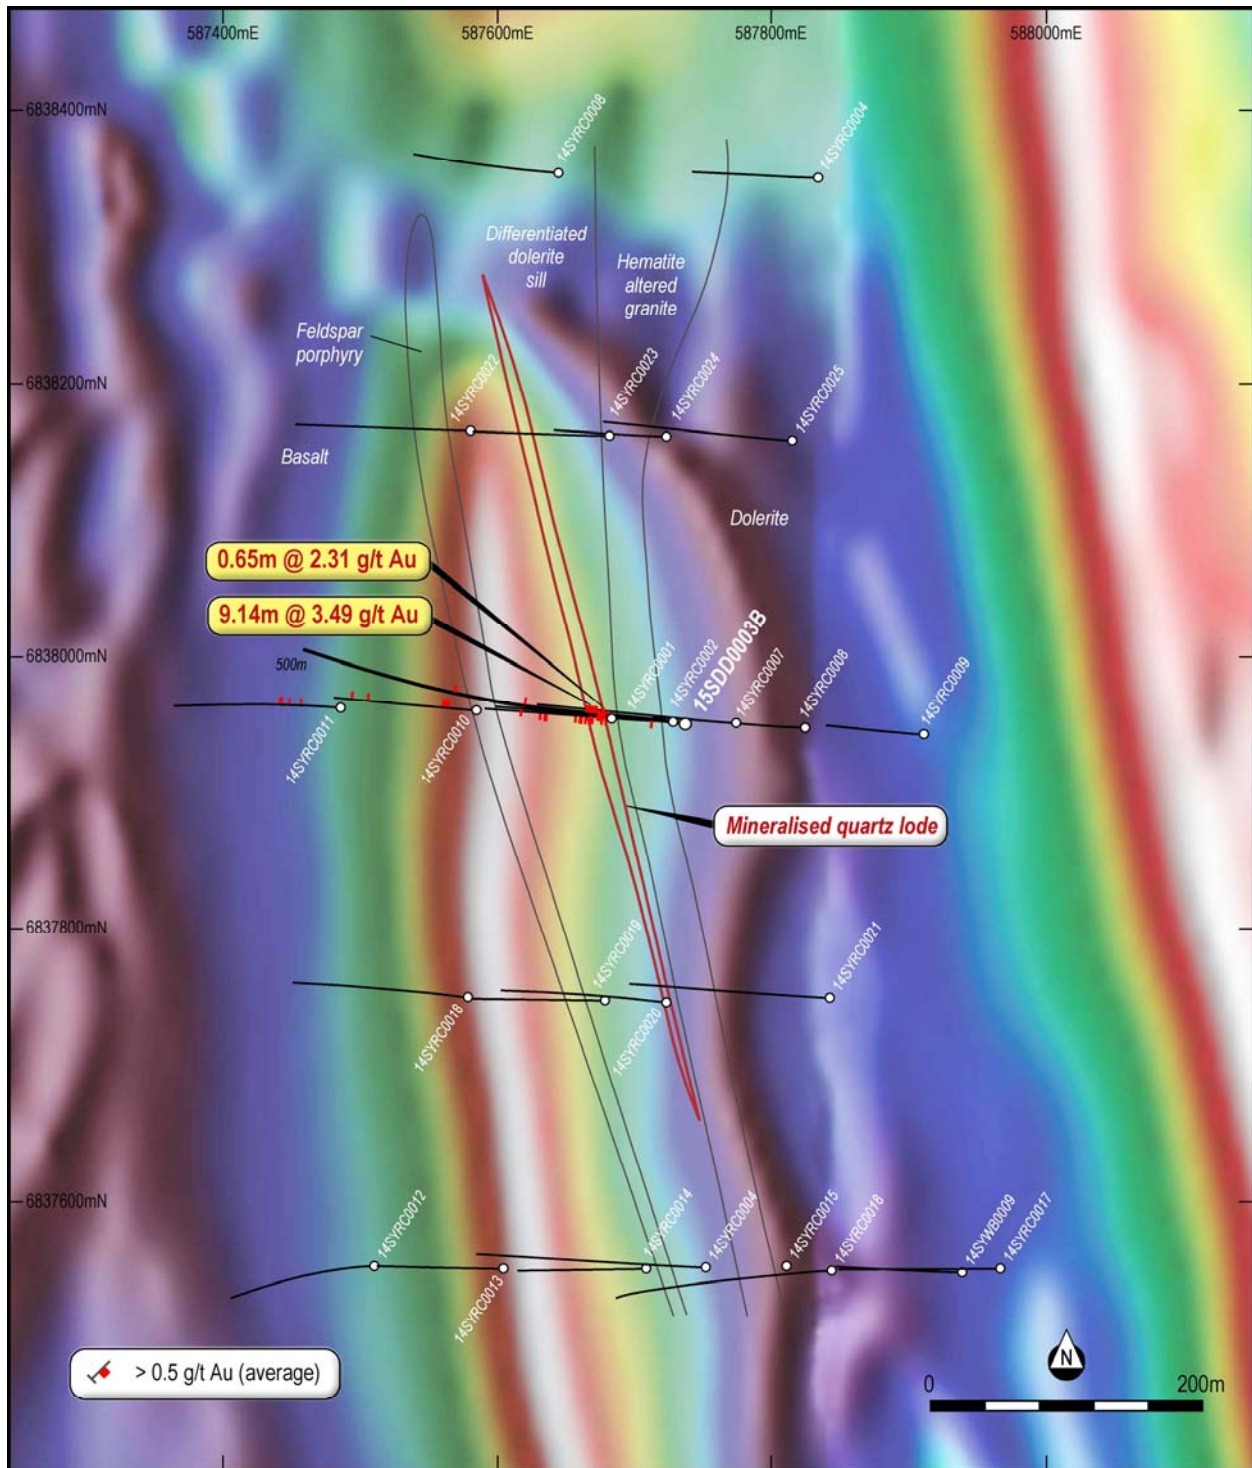 587400mE
587600mE
587800mE
588000mE
6838400mN
14SYRC0008
14SYRC0004
Differentiated
dolerite
sill
Hematite
altered
granite
Feldspar
porphyry
6838200mN
14SYRC0022
14SYRC0023
14SYRC0024
14SYRC0025
Basalt
Dolerite
0.65m @ 2.31 g/t Au
9.14m @ 3.49 g/t Au
6838000mN
500m
14SYRC0001
14SYRC0002
15SDD0003B
14SYRC0007
14SYRC0008
14SYRC0009
14SYRC0011
14SYRC0010
Mineralised quartz lode
6837800mN
14SYRC0019
14SYRC0021
14SYRC0018
14SYRC0020
6837600mN
14SYRC0012
14SYRC0013
14SYRC0014
14SYRC0004
14SYRC0015
14SYRC0018
14SYWB0009
14SYRC0017
> 0.5 g/t Au (average)
N
0
200m